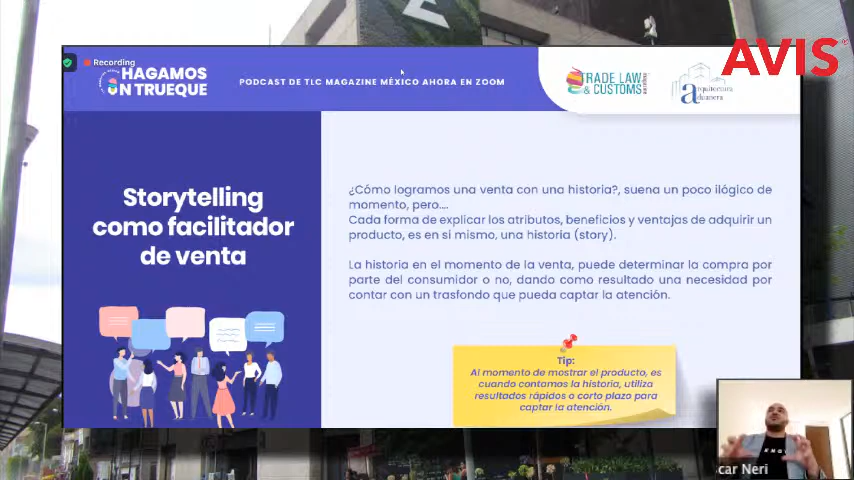 Recording
HAGAMOS
UN TRUEQUE
PODCAST DE TLC MAGAZINE MÉXICO AHORA EN ZOOM
TRADE LAW
& CUSTOMS
arquitectura
aduanera
AVIS
Storytelling
como facilitador
de venta
¿Cómo logramos una venta con una historia?, suena un poco ilógico de
momento, pero....
Cada forma de explicar los atributos, beneficios y ventajas de adquirir un
producto, es en si mismo, una historia (story).
La historia en el momento de la venta, puede determinar la compra por
parte del consumidor o no, dando como resultado una necesidad por
contar con un trasfondo que pueda captar la atención.
Tip:
Al momento de mostrar el producto, es
cuando contamos la historia, utiliza
resultados rápidos o corto plazo para
captar la atención.
scar Neri